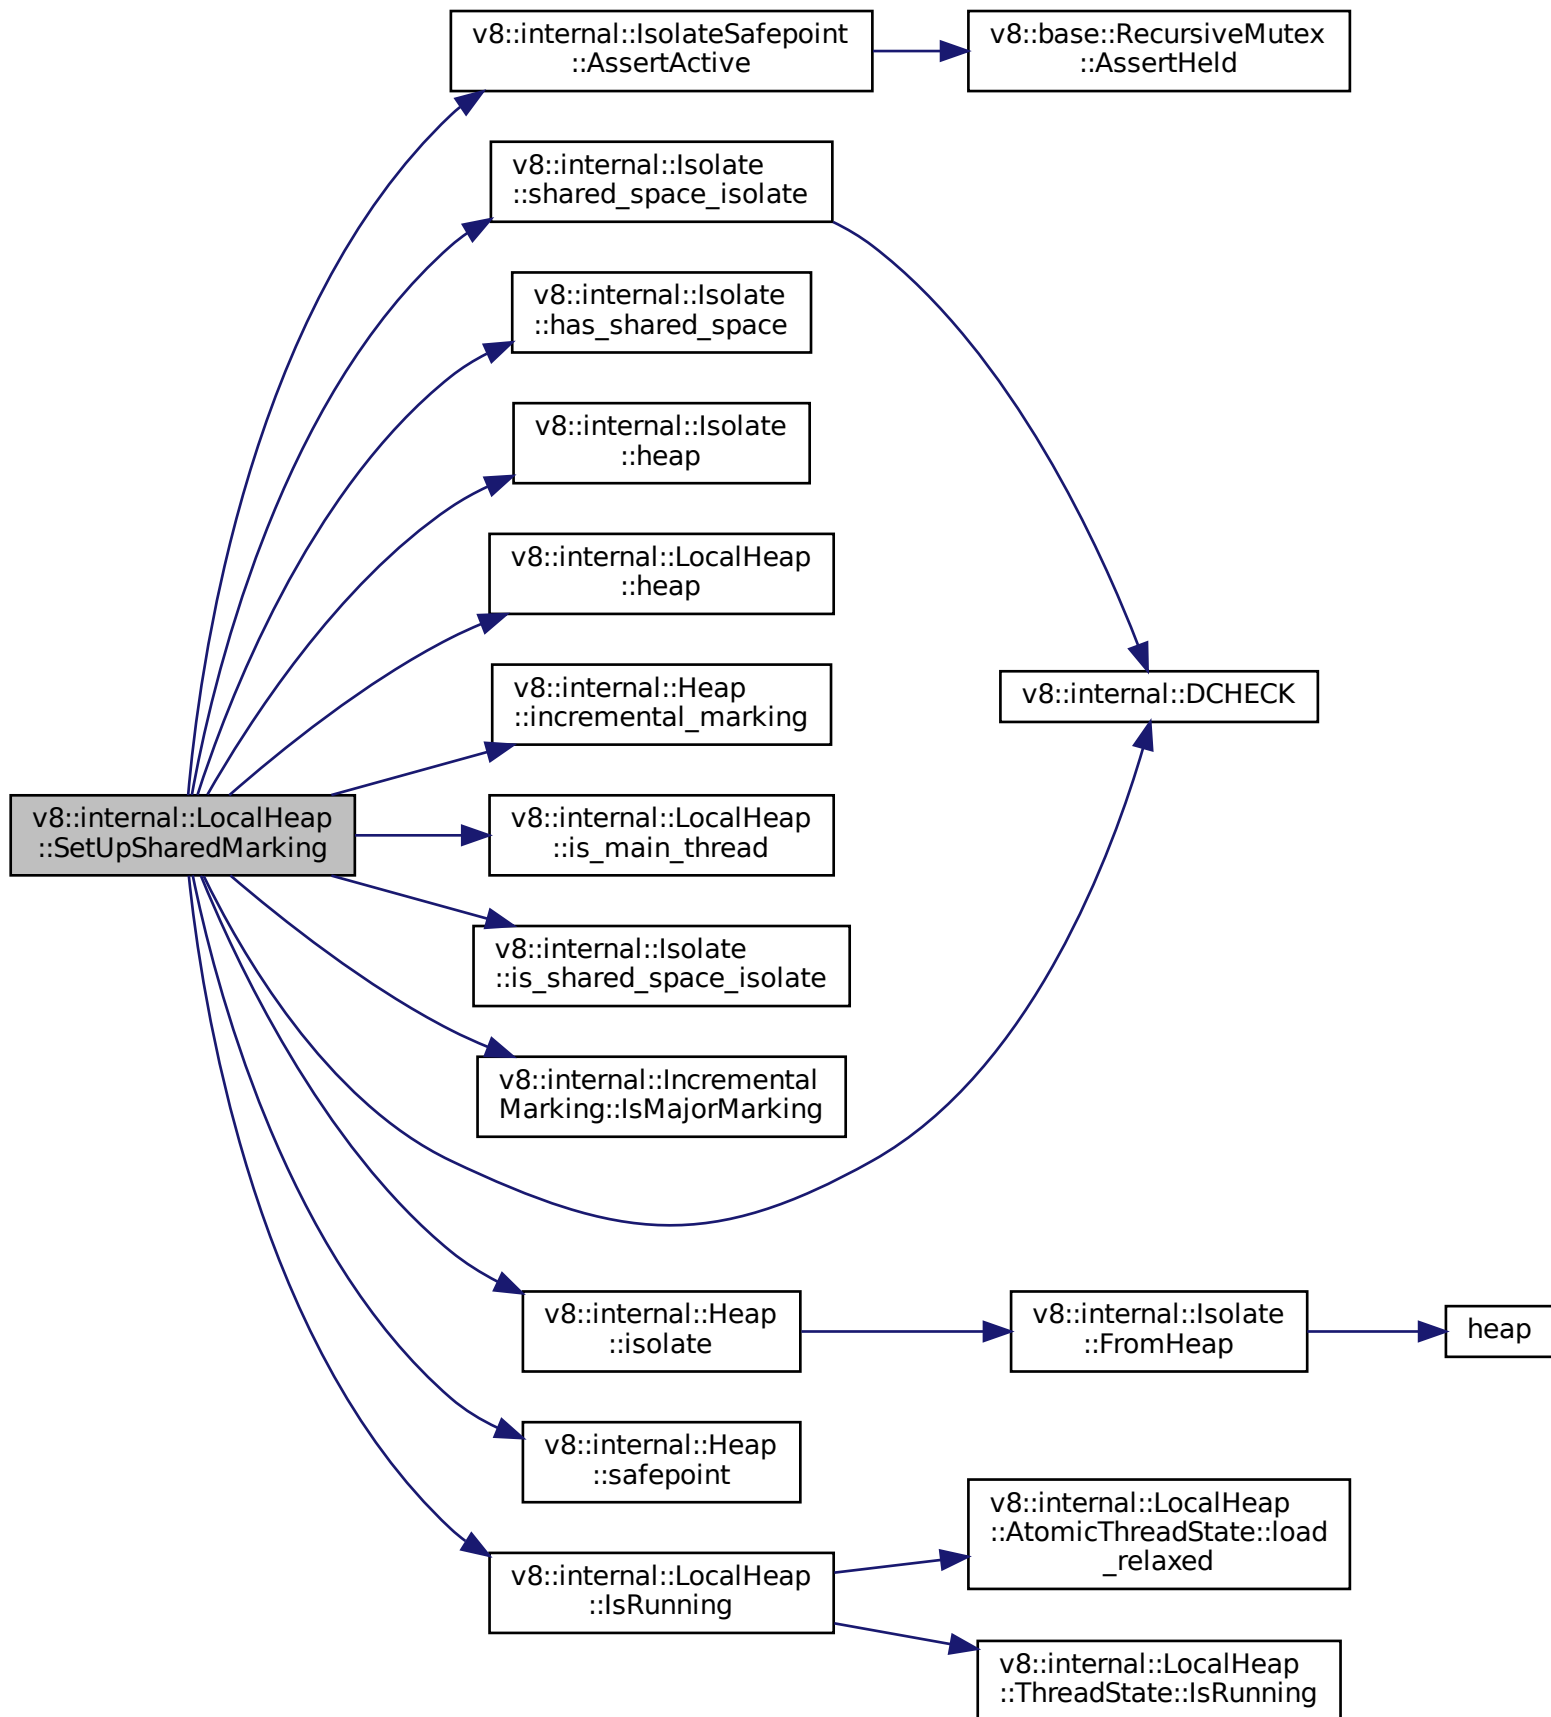 v8::internal::IsolateSafepoint
::AssertActive
v8::base::RecursiveMutex
::AssertHeld
v8::internal::Isolate
::shared_space_isolate
v8::internal::Isolate
::has_shared_space
v8::internal::Isolate
::heap
v8::internal::LocalHeap
::heap
v8::internal::Heap
::incremental_marking
v8::internal::DCHECK
v8::internal::LocalHeap
::SetUpSharedMarking
v8::internal::LocalHeap
::is_main_thread
v8::internal::Isolate
::is_shared_space_isolate
v8::internal::Incremental
Marking::IsMajorMarking
v8::internal::Heap
::isolate
v8::internal::Isolate
::FromHeap
heap
v8::internal::Heap
::safepoint
v8::internal::LocalHeap
::IsRunning
v8::internal::LocalHeap
::AtomicThreadState::load
_relaxed
v8::internal::LocalHeap
::ThreadState::IsRunning